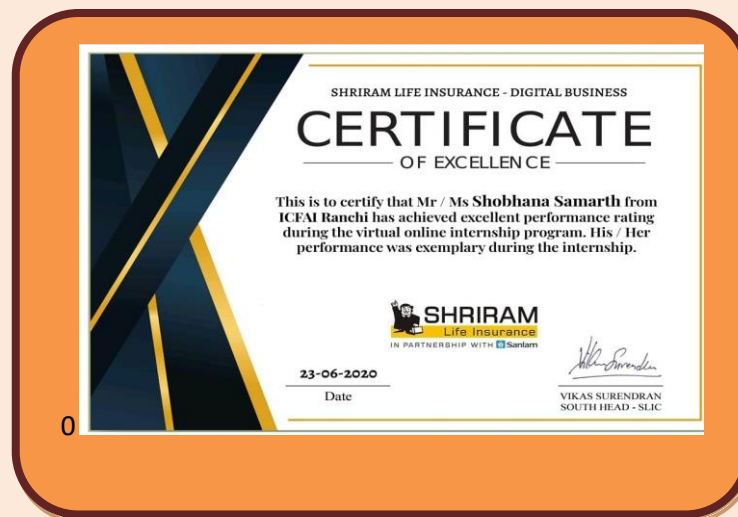 SHRIRAM LIFE INSURANCE - DIGITAL BUSINESS
CERTIFICATE
OF EXCELLENCE
This is to certify that Mr / Ms Shobhana Samarth from
ICFAI Ranchi has achieved excellent performance rating
during the virtual online internship program. His / Her
performance was exemplary during the internship.
SHRIRAM
Life Insurance
IN PARTNERSHIP WITH Sanlam
23-06-2020
Date
VIKAS SURENDRAN
SOUTH HEAD - SLIC
0